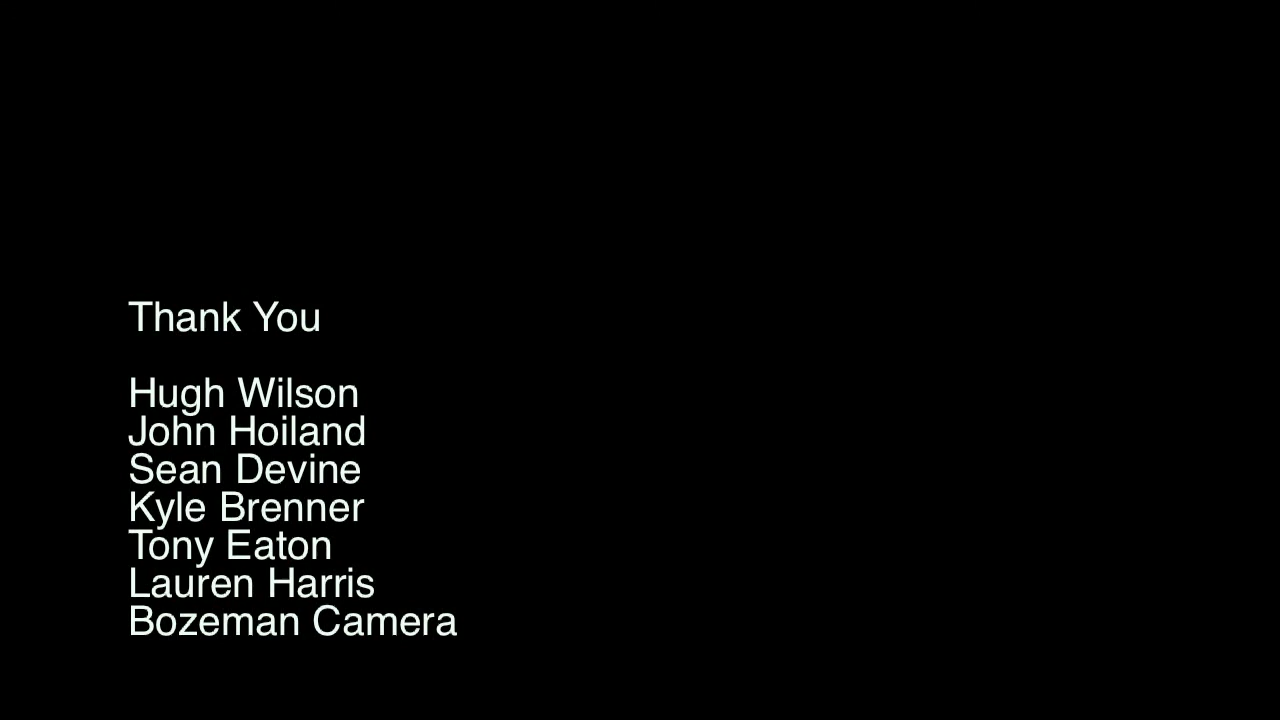 Thank You
Hugh Wilson
John Hoiland
Sean Devine
Kyle Brenner
Tony Eaton
Lauren Harris
Bozeman Camera